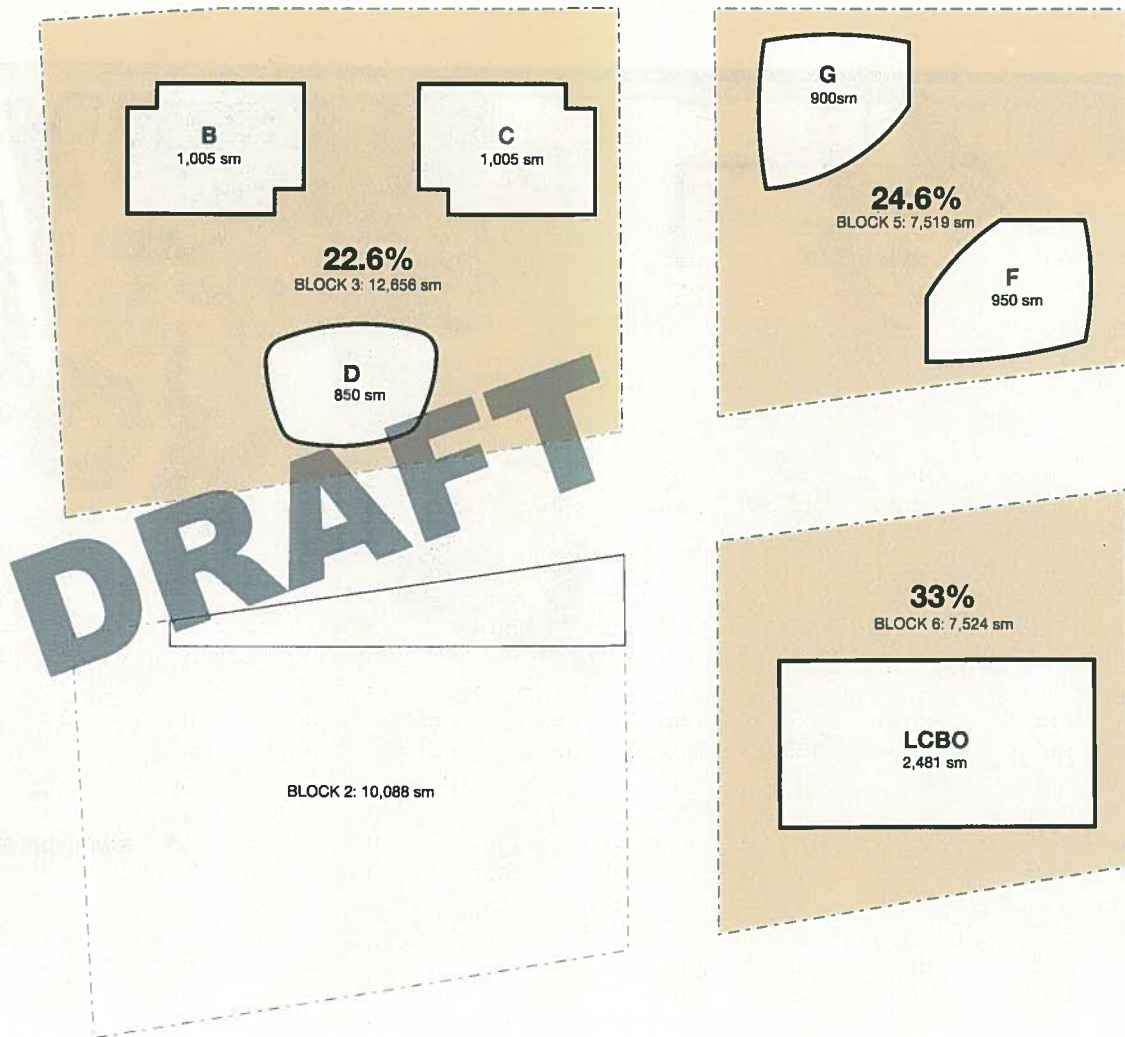 B
1,005 sm
C
1,005 sm
22.6%
BLOCK 3: 12,656 sm
D
850 sm
G
900sm
24.6%
BLOCK 5: 7,519 sm
F
950 sm
DRAFT
33%
BLOCK 6: 7,524 sm
LCBO
2,481 sm
BLOCK 2: 10,088 sm